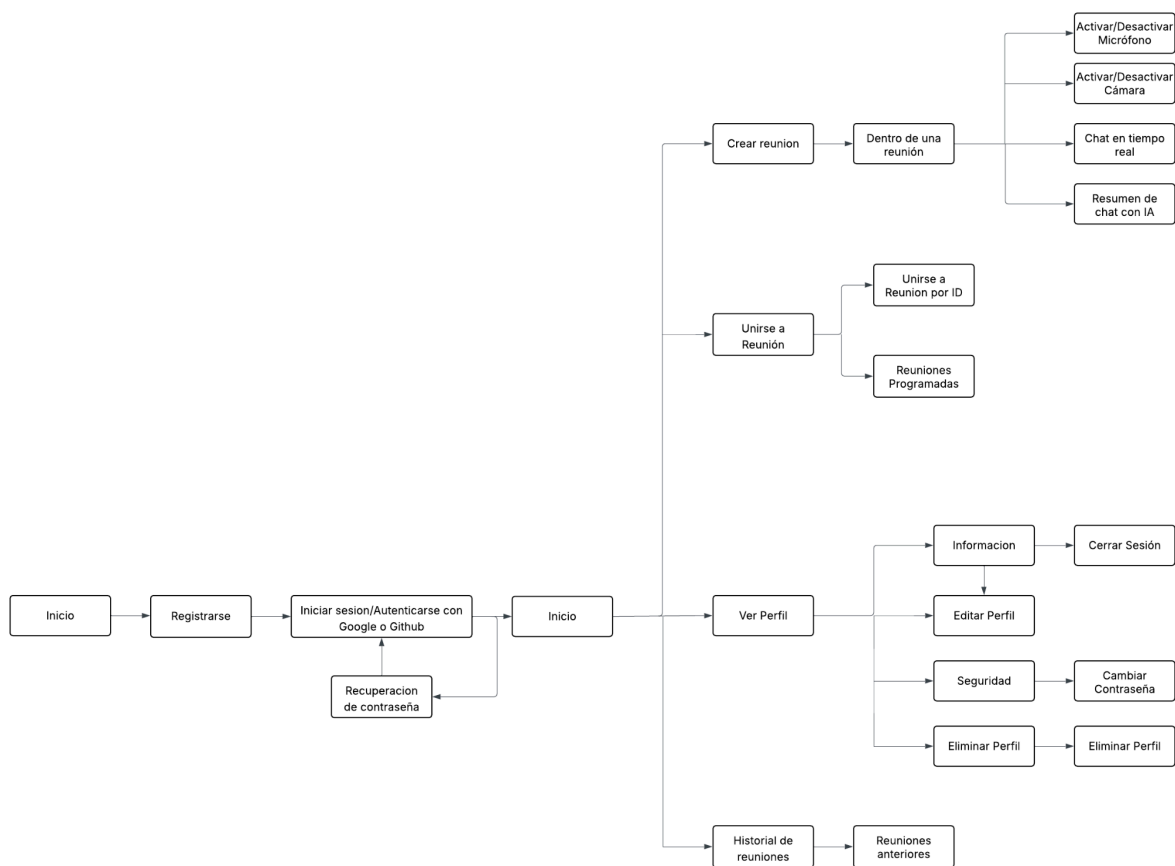 Activar/Desactivar
Micrófono
Activar/Desactivar
Cámara
Crear reunion
Dentro de una
reunión
Chat en tiempo
real
Resumen de
chat con IA
Unirse a
Reunion por ID
Unirse a
Reunión
Reuniones
Programadas
Informacion
Cerrar Sesión
Inicio
Registrarse
Iniciar sesion/Autenticarse con
Google o Github
Inicio
Ver Perfil
Editar Perfil
Recuperacion
de contraseña
Seguridad
Cambiar
Contraseña
Eliminar Perfil
Eliminar Perfil
Historial de
reuniones
Reuniones
anteriores